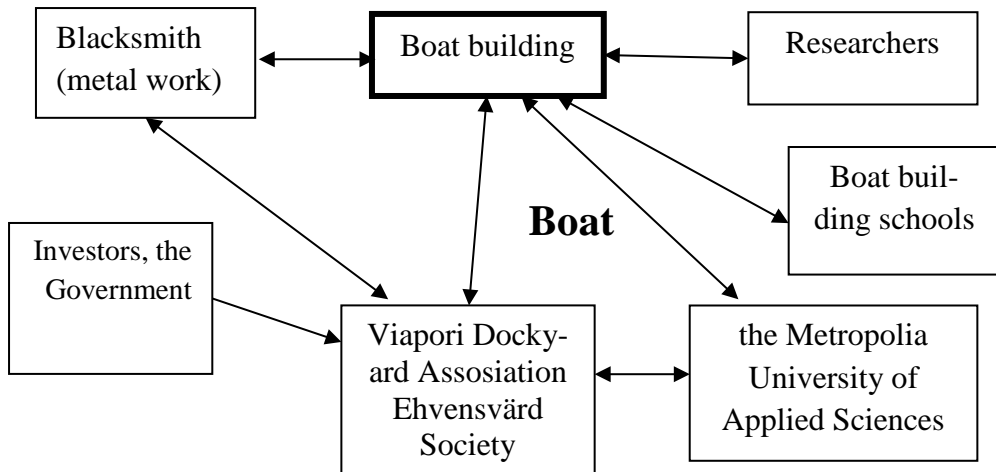 Blacksmith
(metal work)
Boat building
Researchers
Boat buil-
ding schools
Boat
Investors, the
Government
Viapori Docky-
ard Assosiation
Ehvensvärd
Society
the Metropolia
University of
Applied Sciences